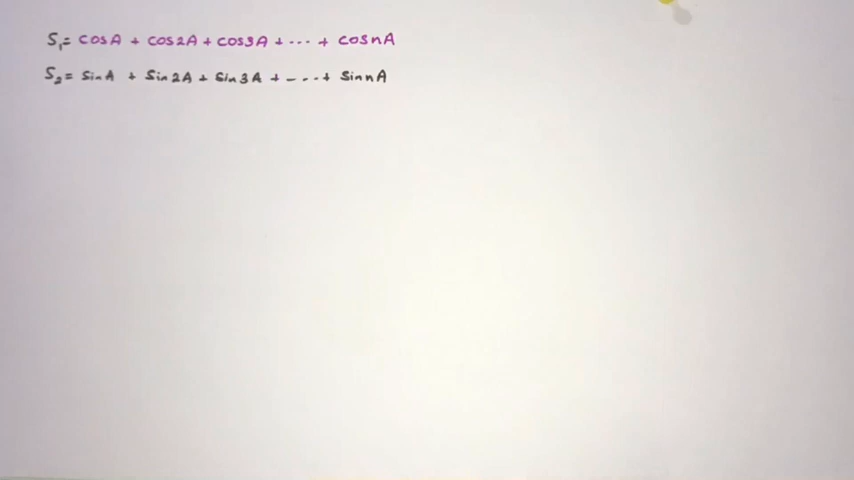 S₁= cosA + cos2A + cos3A + ... + cosnA
S₂= sinA + sin2A + sin3A + ---.+ sinnA